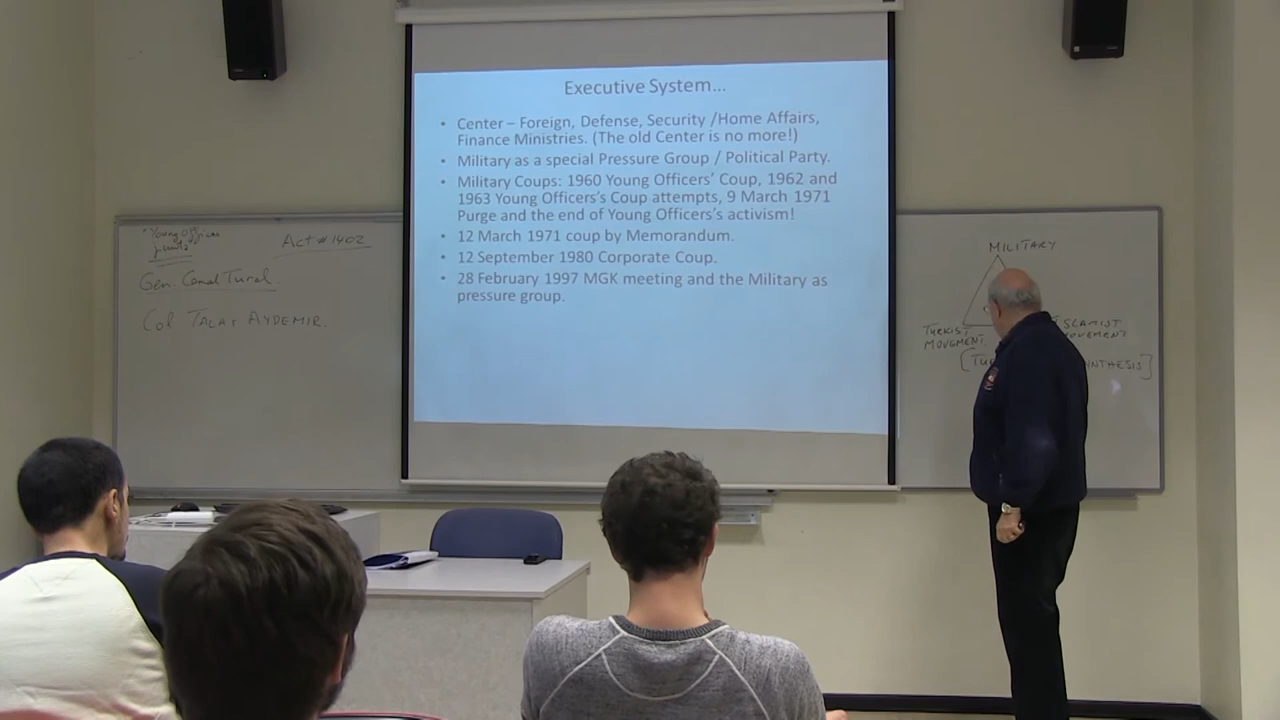 Executive System...
• Center – Foreign, Defense, Security /Home Affairs,
Finance Ministries. (The old Center is no more!)
• Military as a special Pressure Group / Political Party.
• Military Coups: 1960 Young Officers' Coup, 1962 and
1963 Young Officers's Coup attempts, 9 March 1971
Purge and the end of Young Officers's activism!
• 12 March 1971 coup by Memorandum.
• 12 September 1980 Corporate Coup.
• 28 February 1997 MGK meeting and the Military as
pressure group.
"Young Officer
Act # 1402
Gen. Cemal Tural
Col TALAT AYDEMIR
MILITARY
TURKIST
MOVEMENT
ISLAMIST